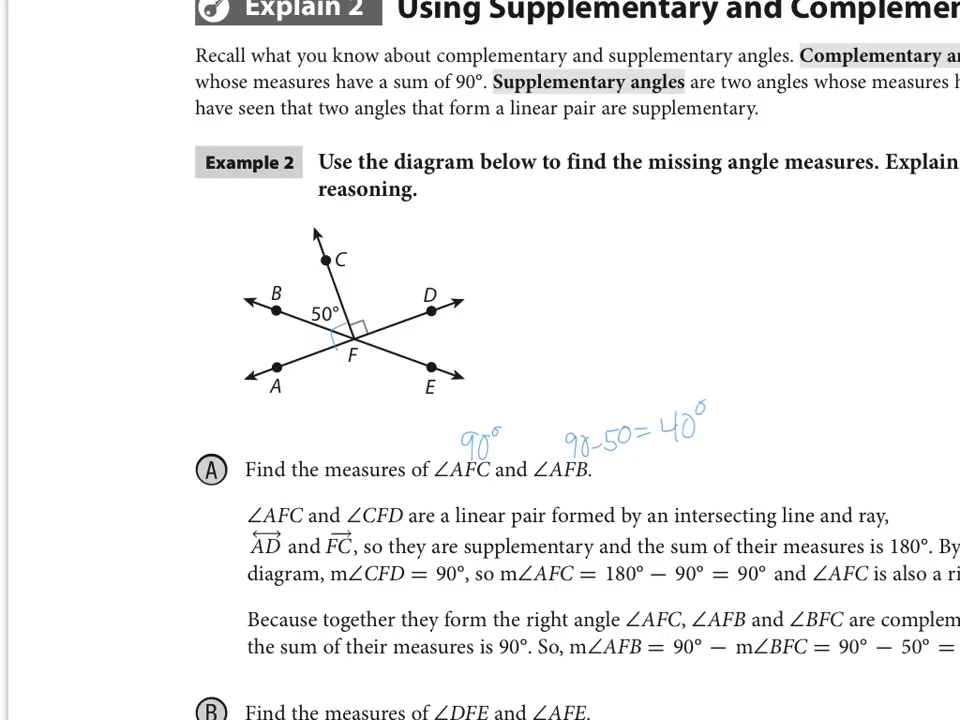 Explain 2 Using Supplementary and Complemen
Recall what you know about complementary and supplementary angles. Complementary an
whose measures have a sum of 90°. Supplementary angles are two angles whose measures h
have seen that two angles that form a linear pair are supplementary.
Example 2 Use the diagram below to find the missing angle measures. Explain
reasoning.
C
B
D
50°
F
A
E
90°
90-50=40°
A Find the measures of ∠AFC and ∠AFB.
∠AFC and ∠CFD are a linear pair formed by an intersecting line and ray,
AD and FC, so they are supplementary and the sum of their measures is 180°. By
diagram, m∠CFD = 90°, so m∠AFC = 180° − 90° = 90° and ∠AFC is also a ri
Because together they form the right angle ∠AFC, ∠AFB and ∠BFC are complem
the sum of their measures is 90°. So, m∠AFB = 90° − m∠BFC = 90° − 50° =
B Find the measures of ∠DFE and ∠AFE.